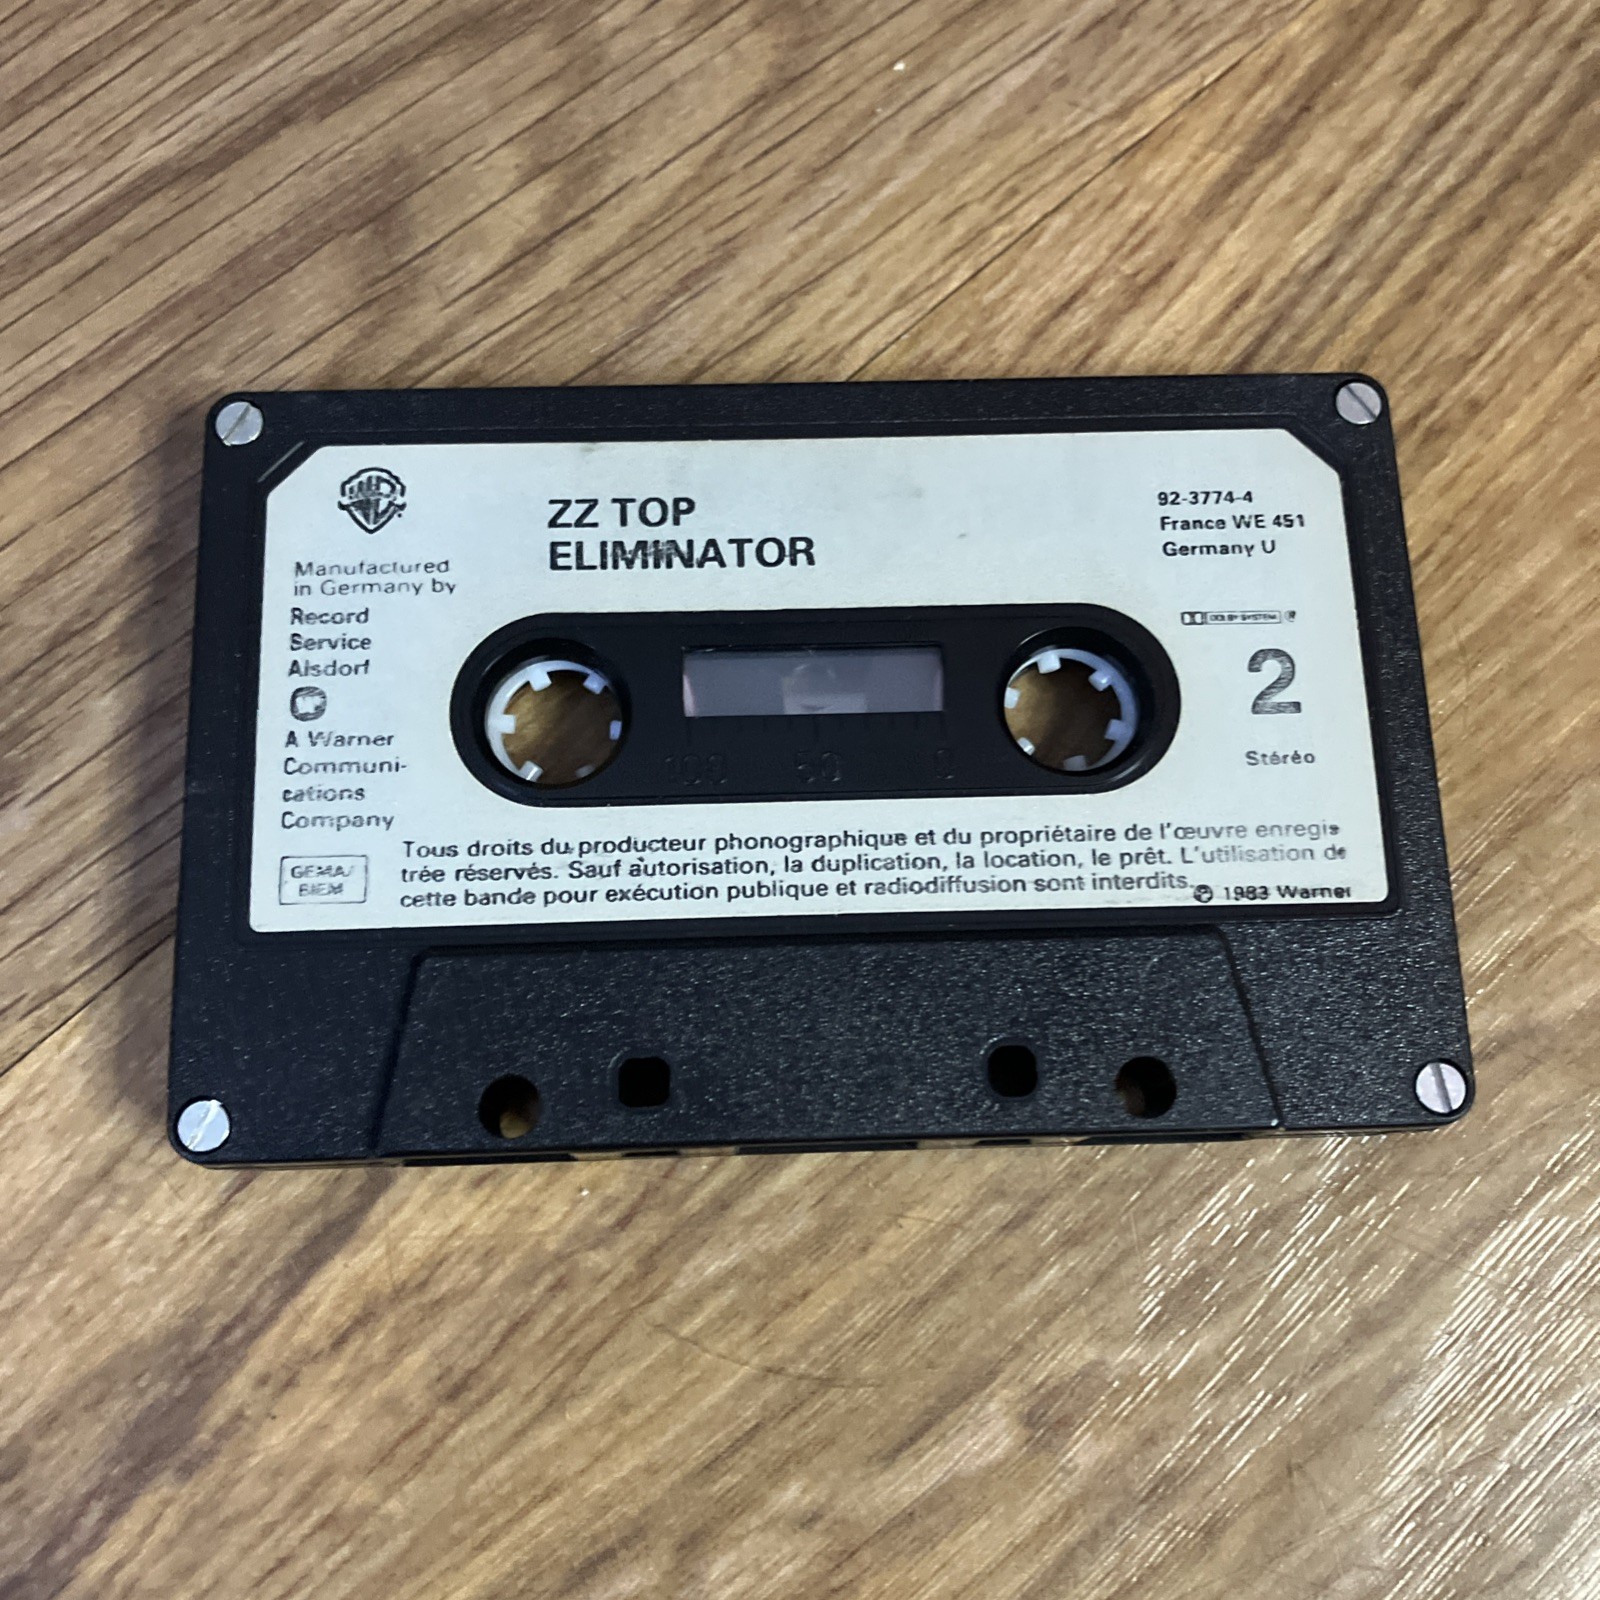 ZZ TOP
ELIMINATOR
92-3774-4
France WE 451
Germany U
Manufactured
in Germany by
Record
Service
Alsdorf
A Warner
Communi-
cations
Company
GEMA/
BIEM
DOLBY SYSTEM ®
2
Stéréo
100 50 0
Tous droits du producteur phonographique et du propriétaire de l'œuvre enregis
trée réservés. Sauf autorisation, la duplication, la location, le prêt. L'utilisation de
cette bande pour exécution publique et radiodiffusion sont interdits.
℗ 1983 Warner